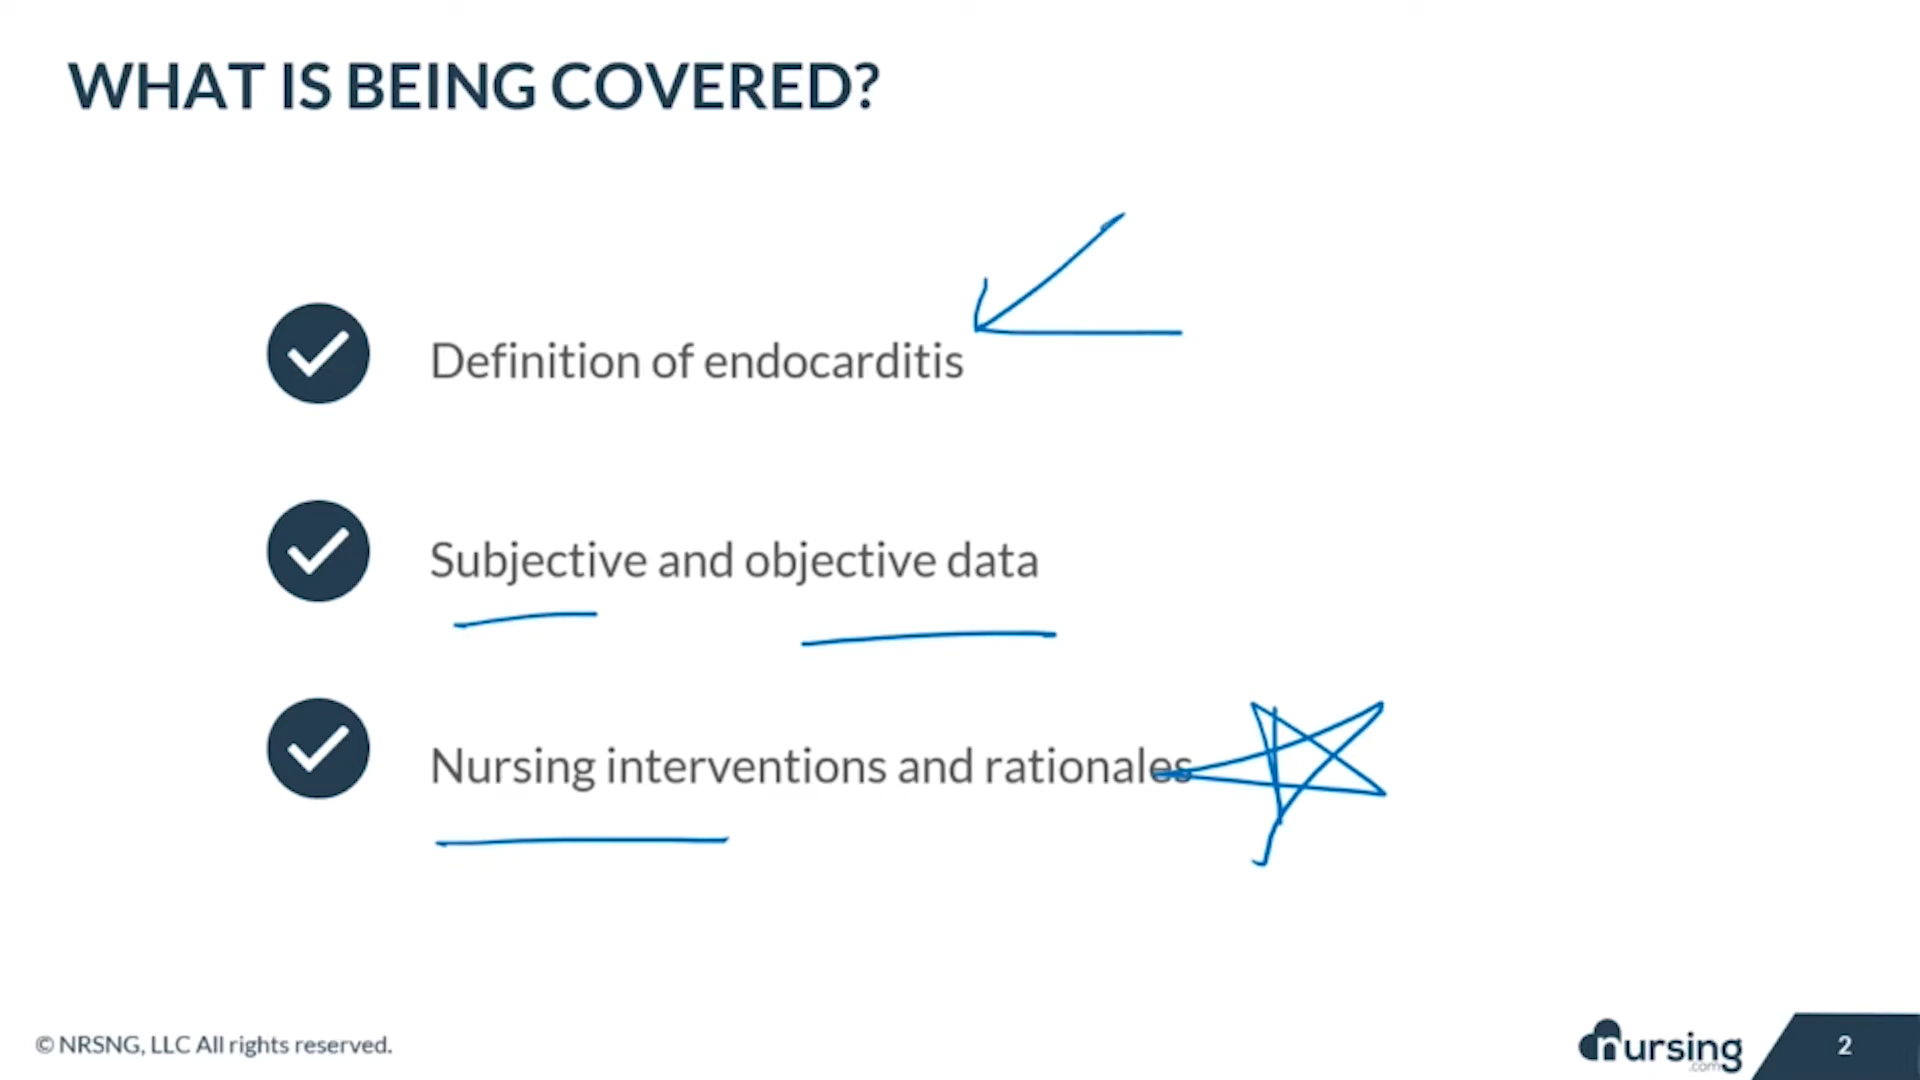 WHAT IS BEING COVERED?
Definition of endocarditis
Subjective and objective data
Nursing interventions and rationales
© NRSNG, LLC All rights reserved.
nursing
.com
2